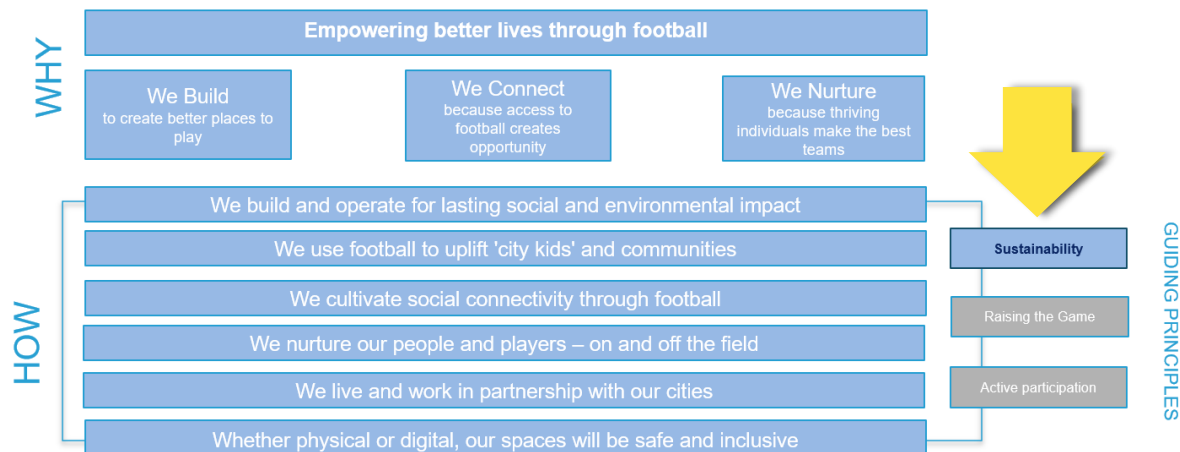 WHY
Empowering better lives through football
We Build
to create better places to
play
We Connect
because access to
football creates
opportunity
We Nurture
because thriving
individuals make the best
teams
HOW
We build and operate for lasting social and environmental impact
We use football to uplift 'city kids' and communities
We cultivate social connectivity through football
We nurture our people and players – on and off the field
We live and work in partnership with our cities
Whether physical or digital, our spaces will be safe and inclusive
GUIDING PRINCIPLES
Sustainability
Raising the Game
Active participation